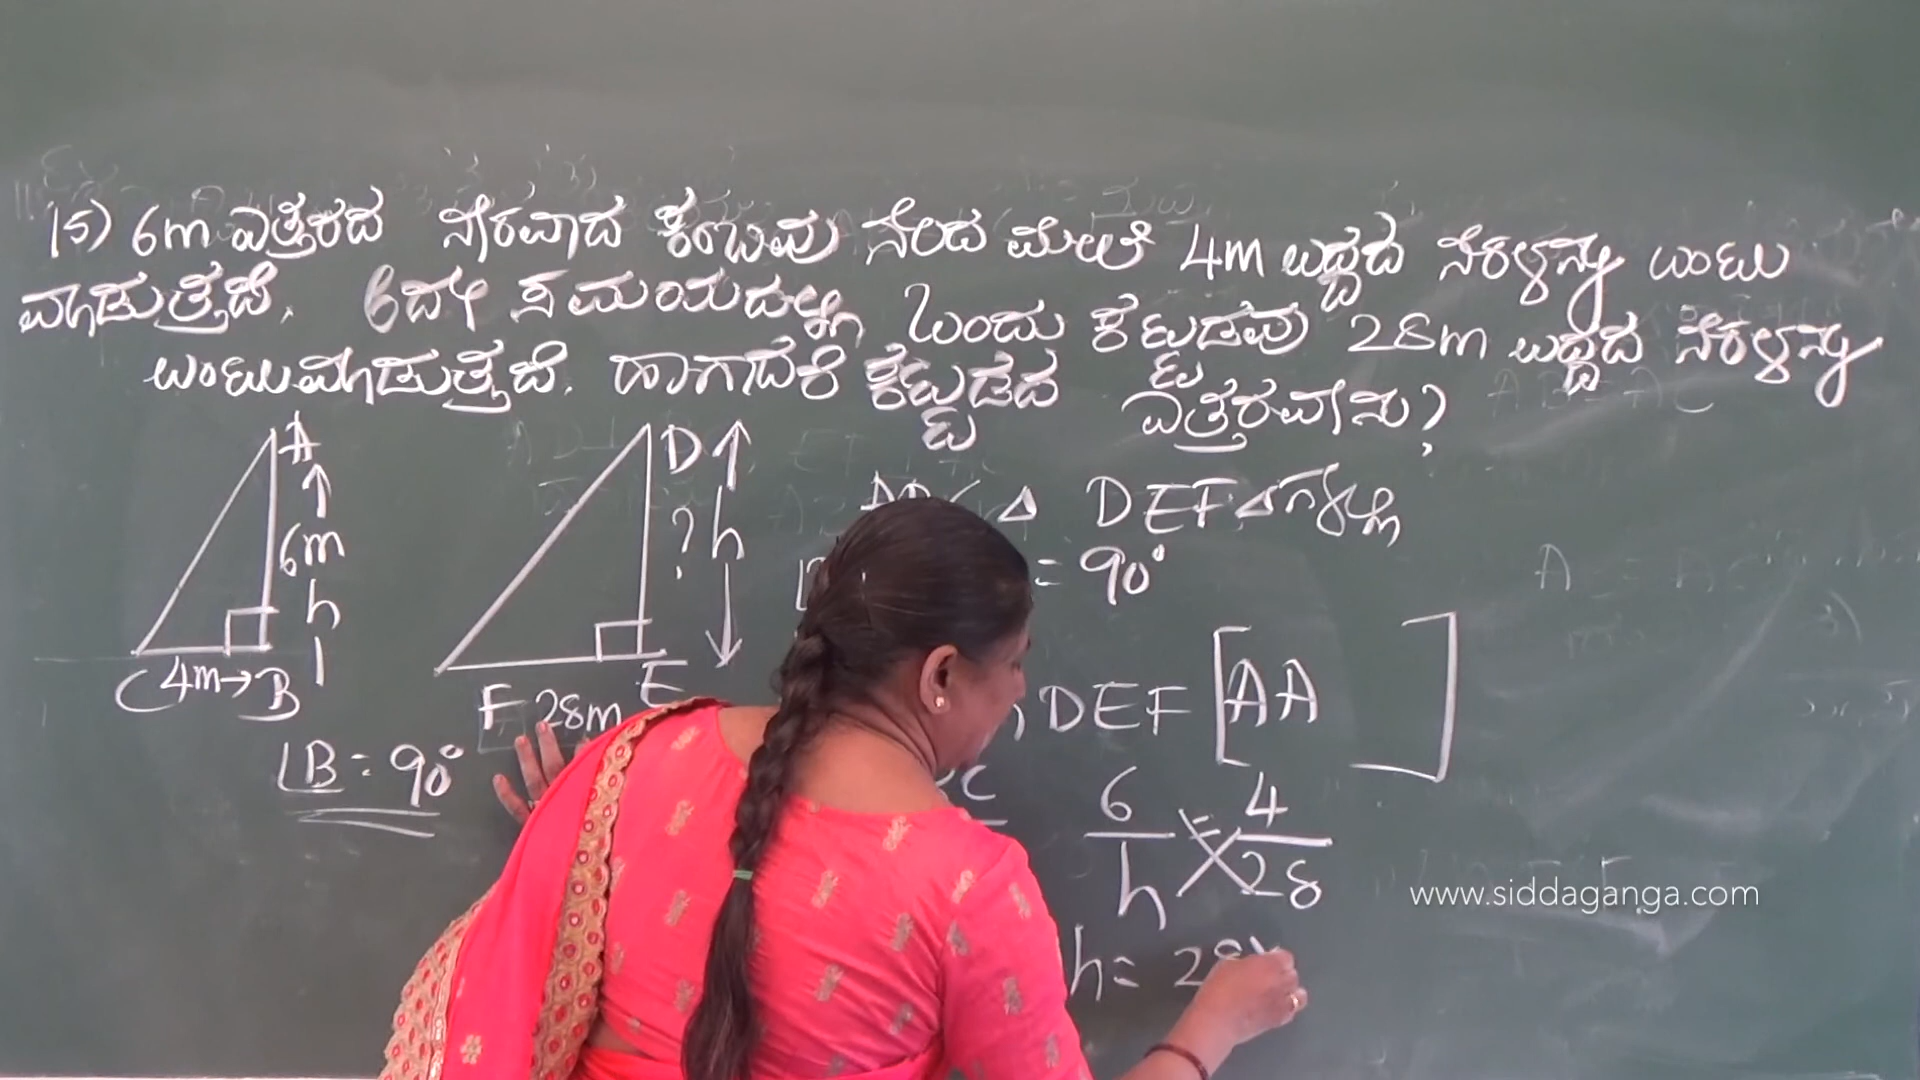 15) 6m ಎತ್ತರದ ನೇರವಾದ ಕಂಬವು ನೆಲದ ಮೇಲೆ 4m ಉದ್ದದ ನೆರಳನ್ನು ಉಂಟು
ಮಾಡುತ್ತದೆ. ಅದೇ ಸಮಯದಲ್ಲಿ ಒಂದು ಕಟ್ಟಡವು 28m ಉದ್ದದ ನೆರಳನ್ನು
ಉಂಟುಮಾಡುತ್ತದೆ. ಹಾಗಾದರೆ ಕಟ್ಟಡದ ಎತ್ತರವೇನು?
A
6m
h
C 4m→ B
∟B = 90°
D
? h
F 28m E
Δ DEF Δಗಳಲ್ಲಿ
= 90°
DEF [AA ]
C
6/h = 4/28
h = 28
www.siddaganga.com